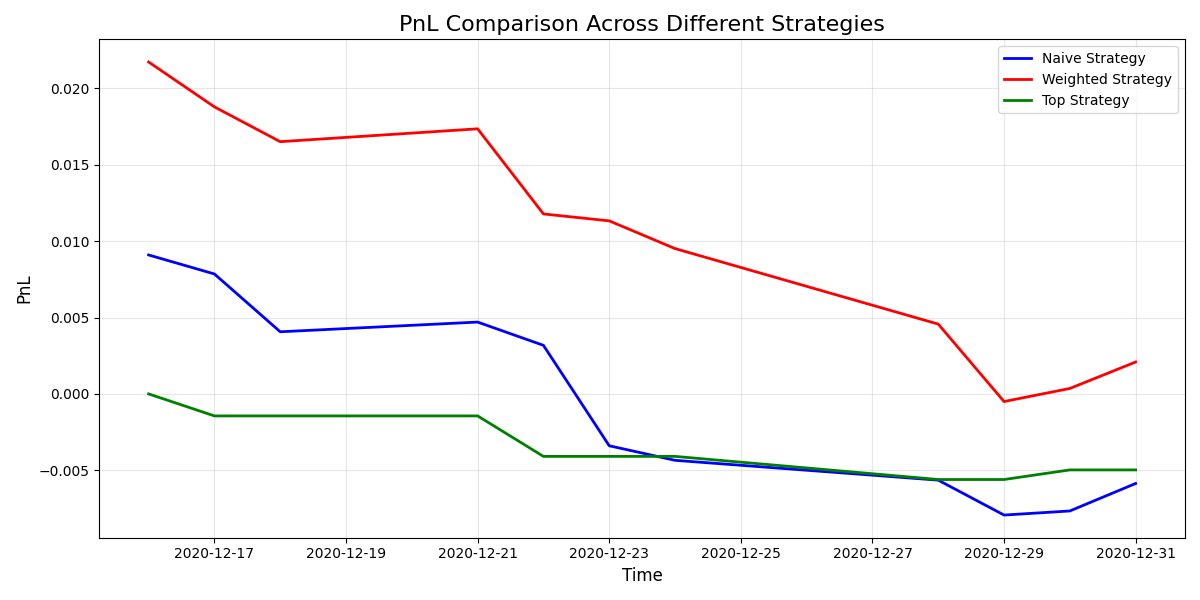 PnL Comparison Across Different Strategies
Naive Strategy
Weighted Strategy
Top Strategy
PnL
0.020
0.015
0.010
0.005
0.000
−0.005
2020-12-17 2020-12-19 2020-12-21 2020-12-23 2020-12-25 2020-12-27 2020-12-29 2020-12-31
Time